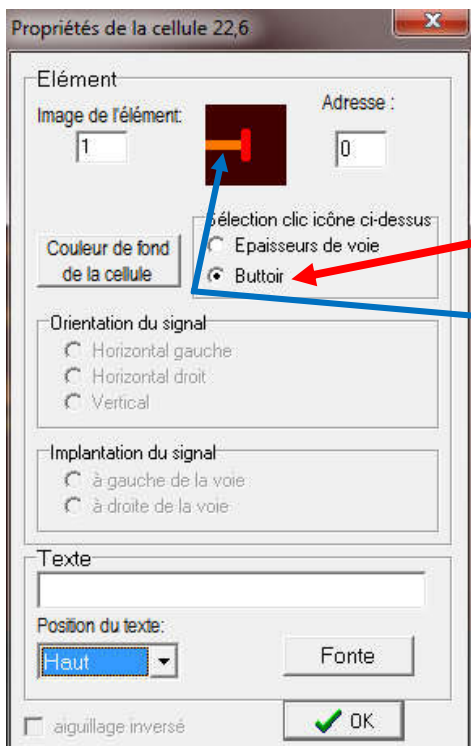 Propriétés de la cellule 22,6
Elément
Image de l'élément:
Adresse :
1
0
Sélection clic icône ci-dessus
Couleur de fond
de la cellule
Epaisseurs de voie
Buttoir
Orientation du signal
Horizontal gauche
Horizontal droit
Vertical
Implantation du signal
à gauche de la voie
à droite de la voie
Texte
Position du texte:
Haut
Fonte
aiguillage inversé
OK